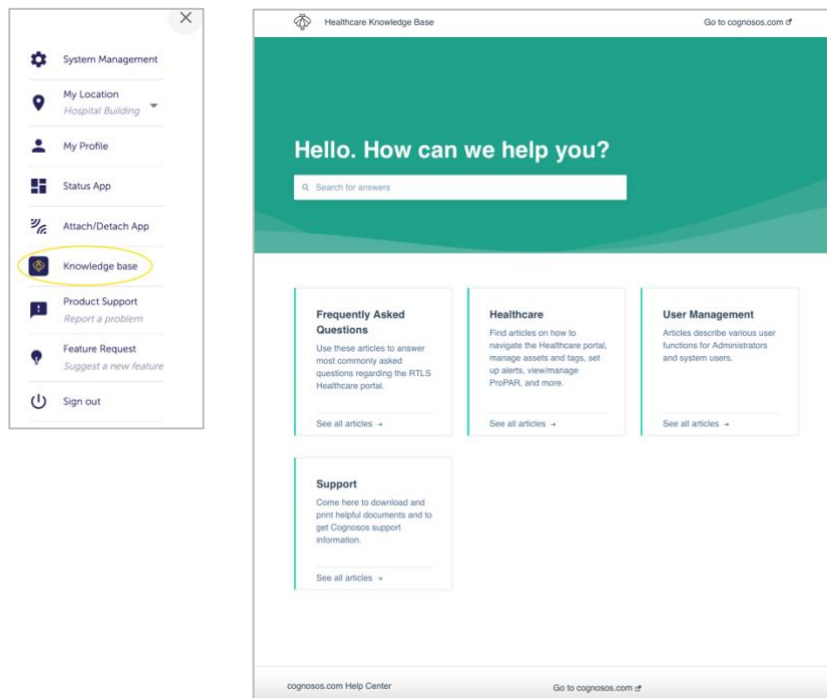 System Management
My Location
Hospital Building
My Profile
Status App
Attach/Detach App
Knowledge base
Product Support
Report a problem
Feature Request
Suggest a new feature
Sign out
Healthcare Knowledge Base
Go to cognosos.com
Hello. How can we help you?
Search for answers
Frequently Asked
Questions
Use these articles to answer
most commonly asked
questions regarding the RTLS
Healthcare portal.
See all articles →
Healthcare
Find articles on how to
navigate the Healthcare portal,
manage assets and tags, set
up alerts, view/manage
ProPAR, and more.
See all articles →
User Management
Articles describe various user
functions for Administrators
and system users.
See all articles →
Support
Come here to download and
print helpful documents and to
get Cognosos support
information.
See all articles →
cognosos.com Help Center
Go to cognosos.com